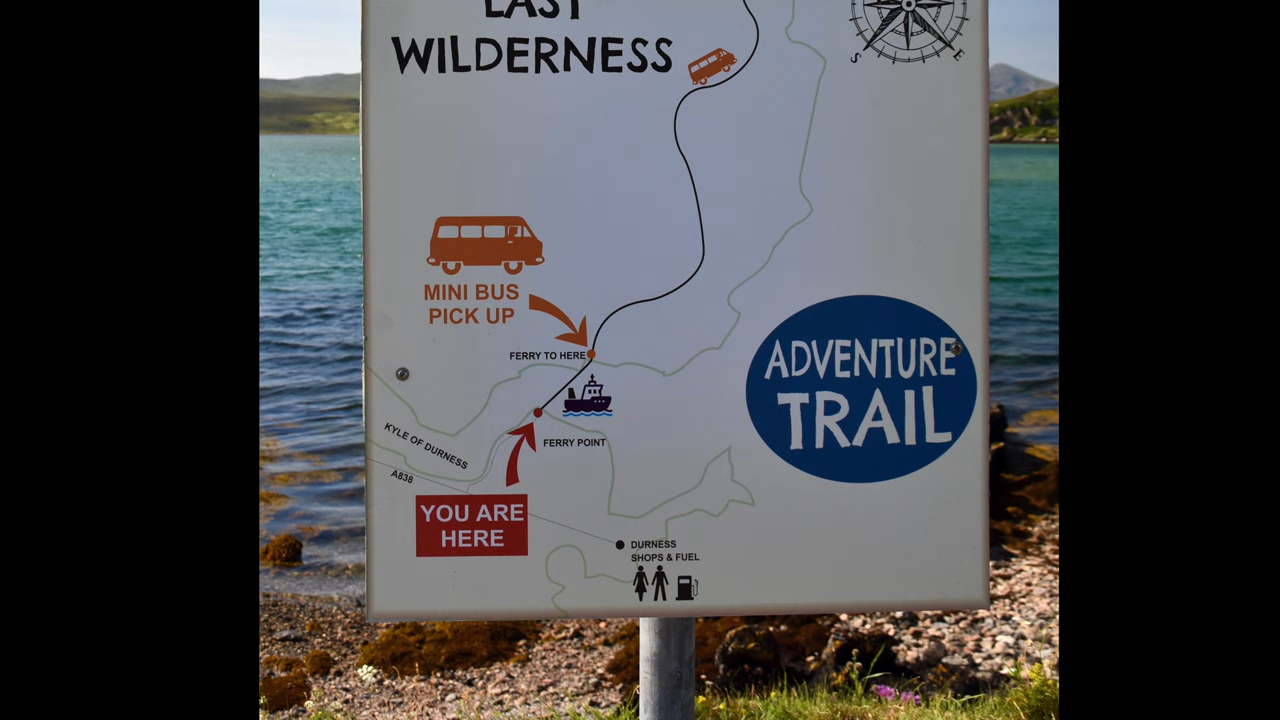 LAST
WILDERNESS
S
E
MINI BUS
PICK UP
FERRY TO HERE
ADVENTURE
TRAIL
KYLE OF DURNESS
FERRY POINT
A838
YOU ARE
HERE
DURNESS
SHOPS & FUEL